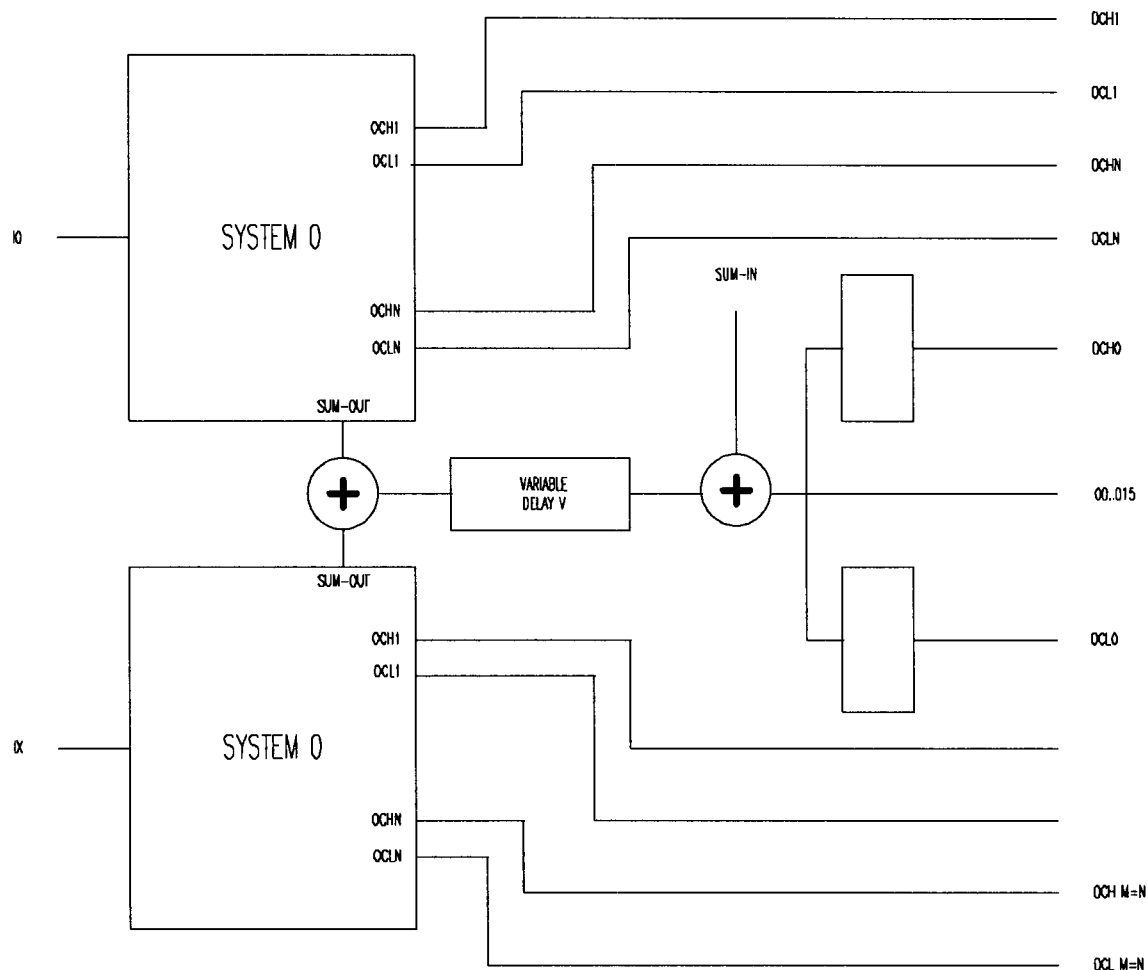 OCH1
OCL1
OCH1
OCL1
OCHN
I0
SYSTEM 0
OCLN
SUM-IN
OCHN
OCLN
OCH0
SUM-OUT
VARIABLE
DELAY V
O0..O15
SUM-OUT
OCH1
OCL0
OCL1
IX
SYSTEM 0
OCHN
OCLN
OCH M=N
OCL M=N